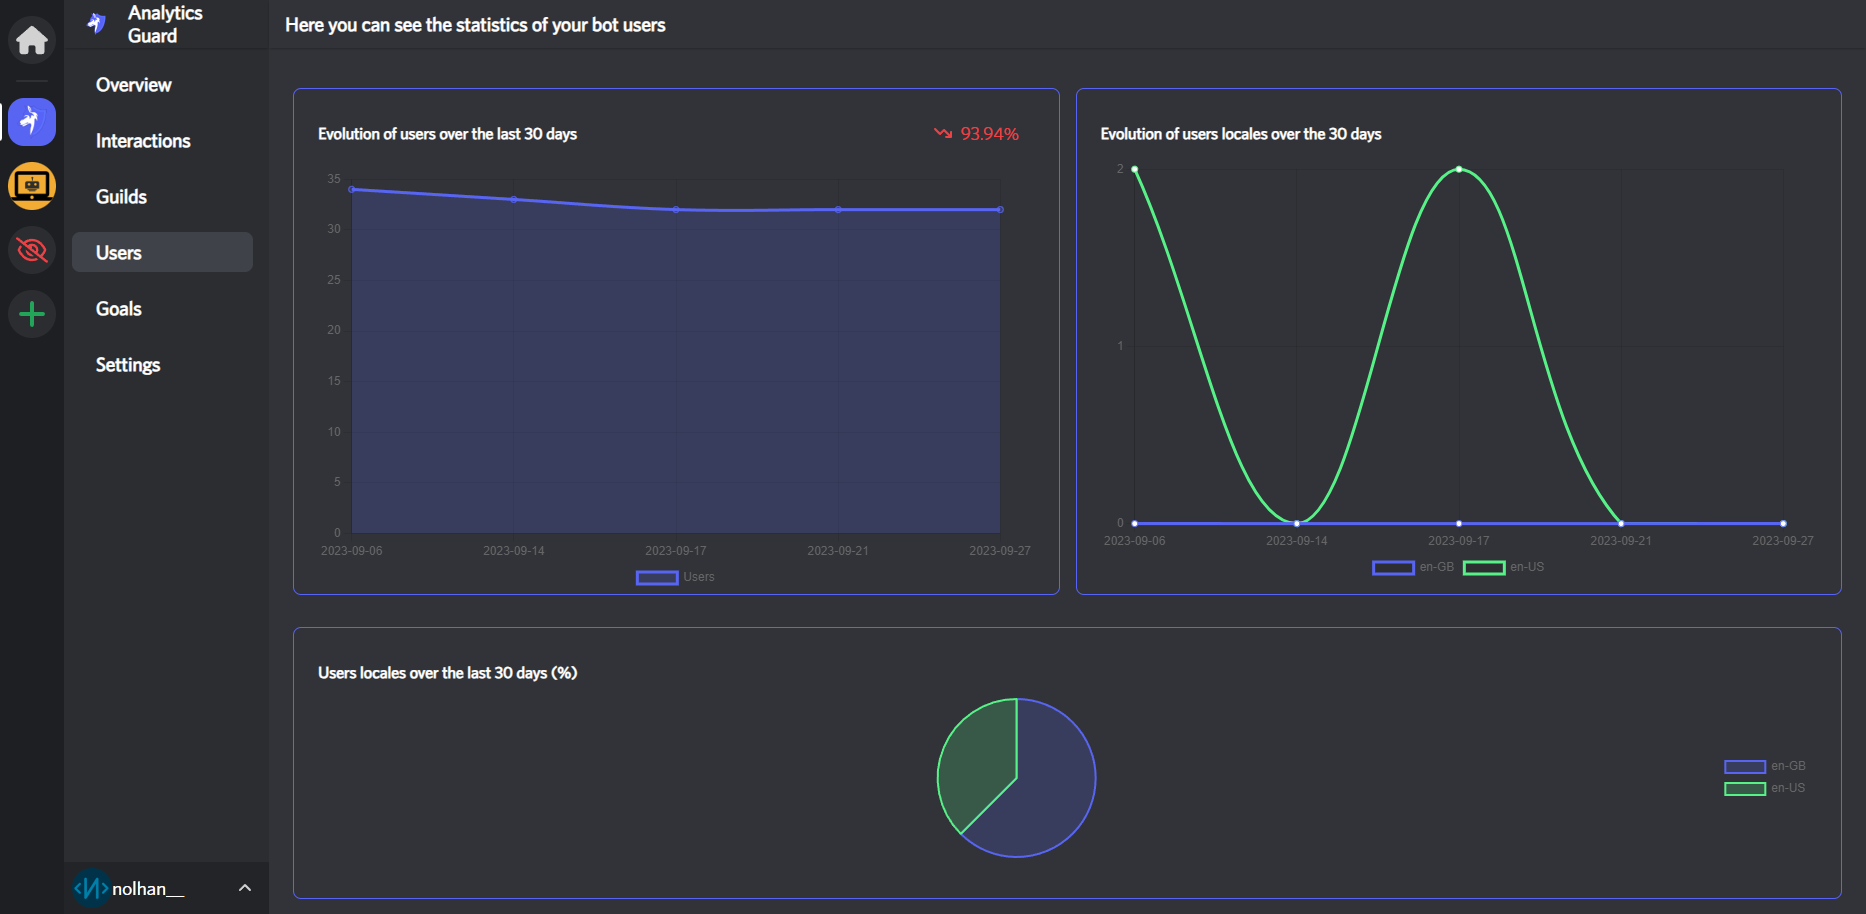 Analytics
Guard
Overview
Interactions
Guilds
Users
Goals
Settings
nolhan__
Here you can see the statistics of your bot users
Evolution of users over the last 30 days
93.94%
35
30
25
20
15
10
5
0
2023-09-06 2023-09-14 2023-09-17 2023-09-21 2023-09-27
Users
Evolution of users locales over the 30 days
2
1
0
2023-09-06 2023-09-14 2023-09-17 2023-09-21 2023-09-27
en-GB en-US
Users locales over the last 30 days (%)
en-GB
en-US